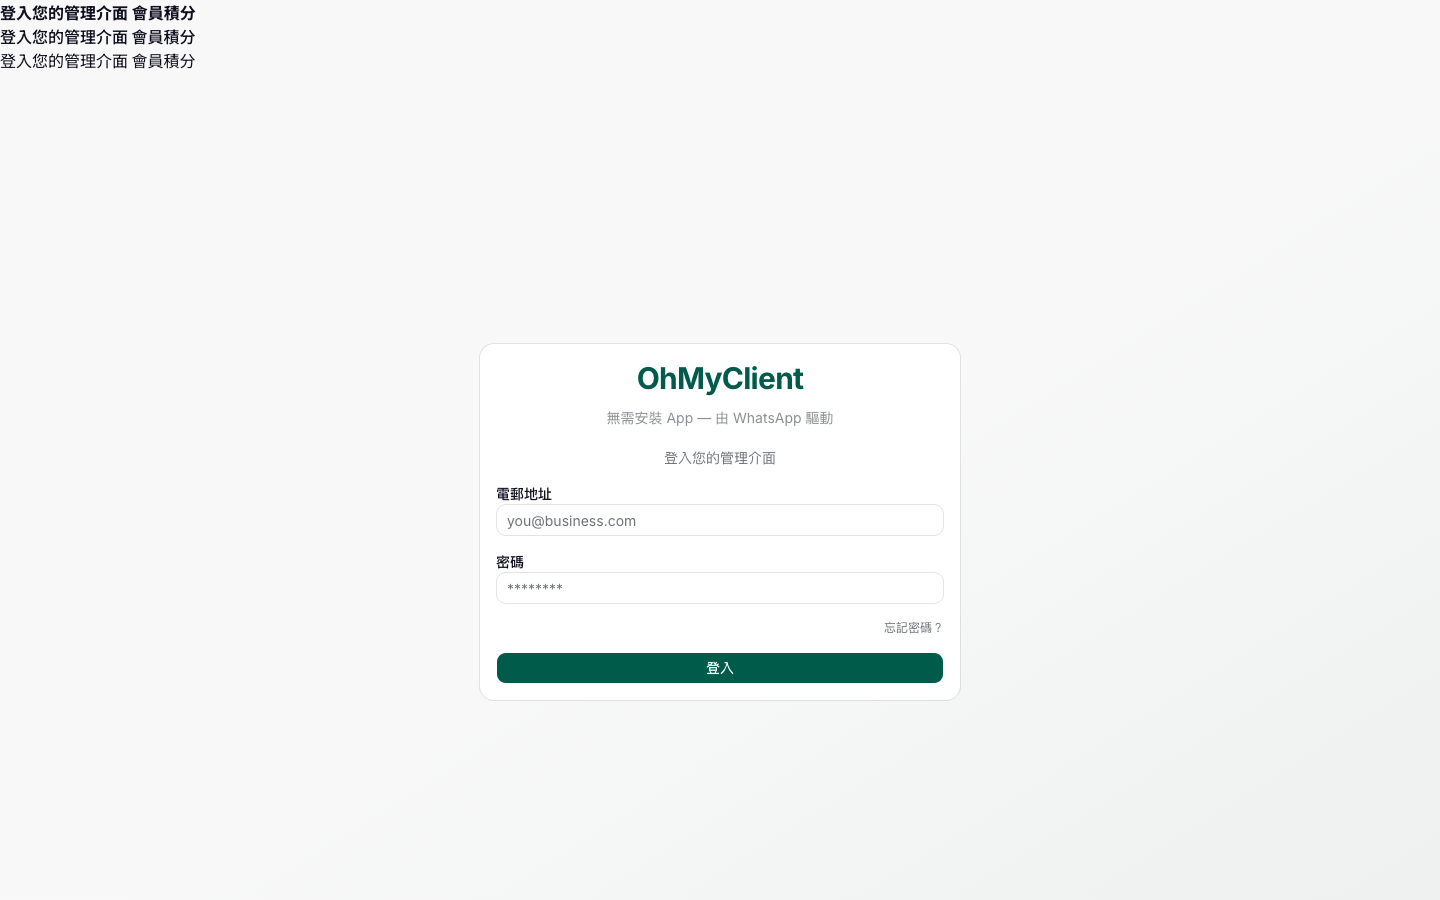 登入您的管理介面 會員積分
登入您的管理介面 會員積分
登入您的管理介面 會員積分
OhMyClient
無需安裝 App — 由 WhatsApp 驅動
登入您的管理介面
電郵地址
you@business.com
密碼
********
忘記密碼？
登入